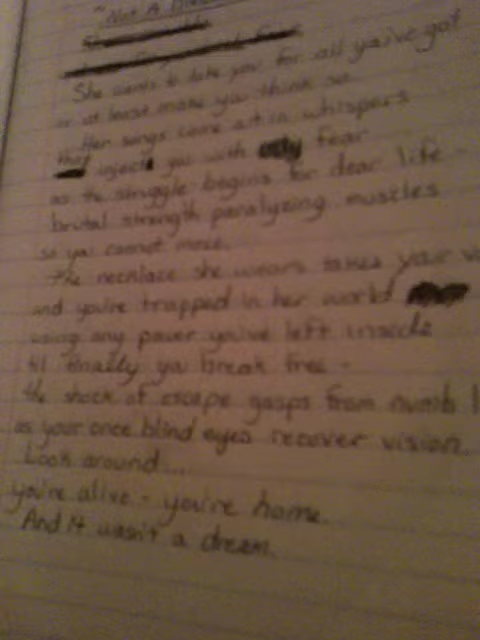 "Not A
She wants to take you for all you've got
or at least make you think so.
Her songs come out in whispers
that inject you with fear
as the struggle begins for dear life -
brutal strength paralyzing muscles
so you cannot move.
The necklace she wears takes your
and you're trapped in her world
using any power you've left inside
til finally you break free -
the shock of escape gasps from numb
as your once blind eyes recover vision.
Look around...
you're alive - you're home.
And it wasn't a dream.